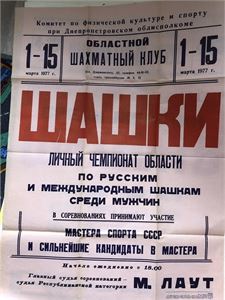 Комитет по физической культуре и спорту
при Днепропетровском облисполкоме
1-15
марта 1977 г.
ОБЛАСТНОЙ
ШАХМАТНЫЙ КЛУБ
1-15
марта 1977 г.
ШАШКИ
ЛИЧНЫЙ ЧЕМПИОНАТ ОБЛАСТИ
ПО РУССКИМ
И МЕЖДУНАРОДНЫМ ШАШКАМ
СРЕДИ МУЖЧИН
В СОРЕВНОВАНИЯХ ПРИНИМАЮТ УЧАСТИЕ
МАСТЕРА СПОРТА СССР
И СИЛЬНЕЙШИЕ КАНДИДАТЫ В МАСТЕРА
Начало ежедневно с 18.00
Главный судья соревнований—
судья Республиканской категории
М. ЛАУТ